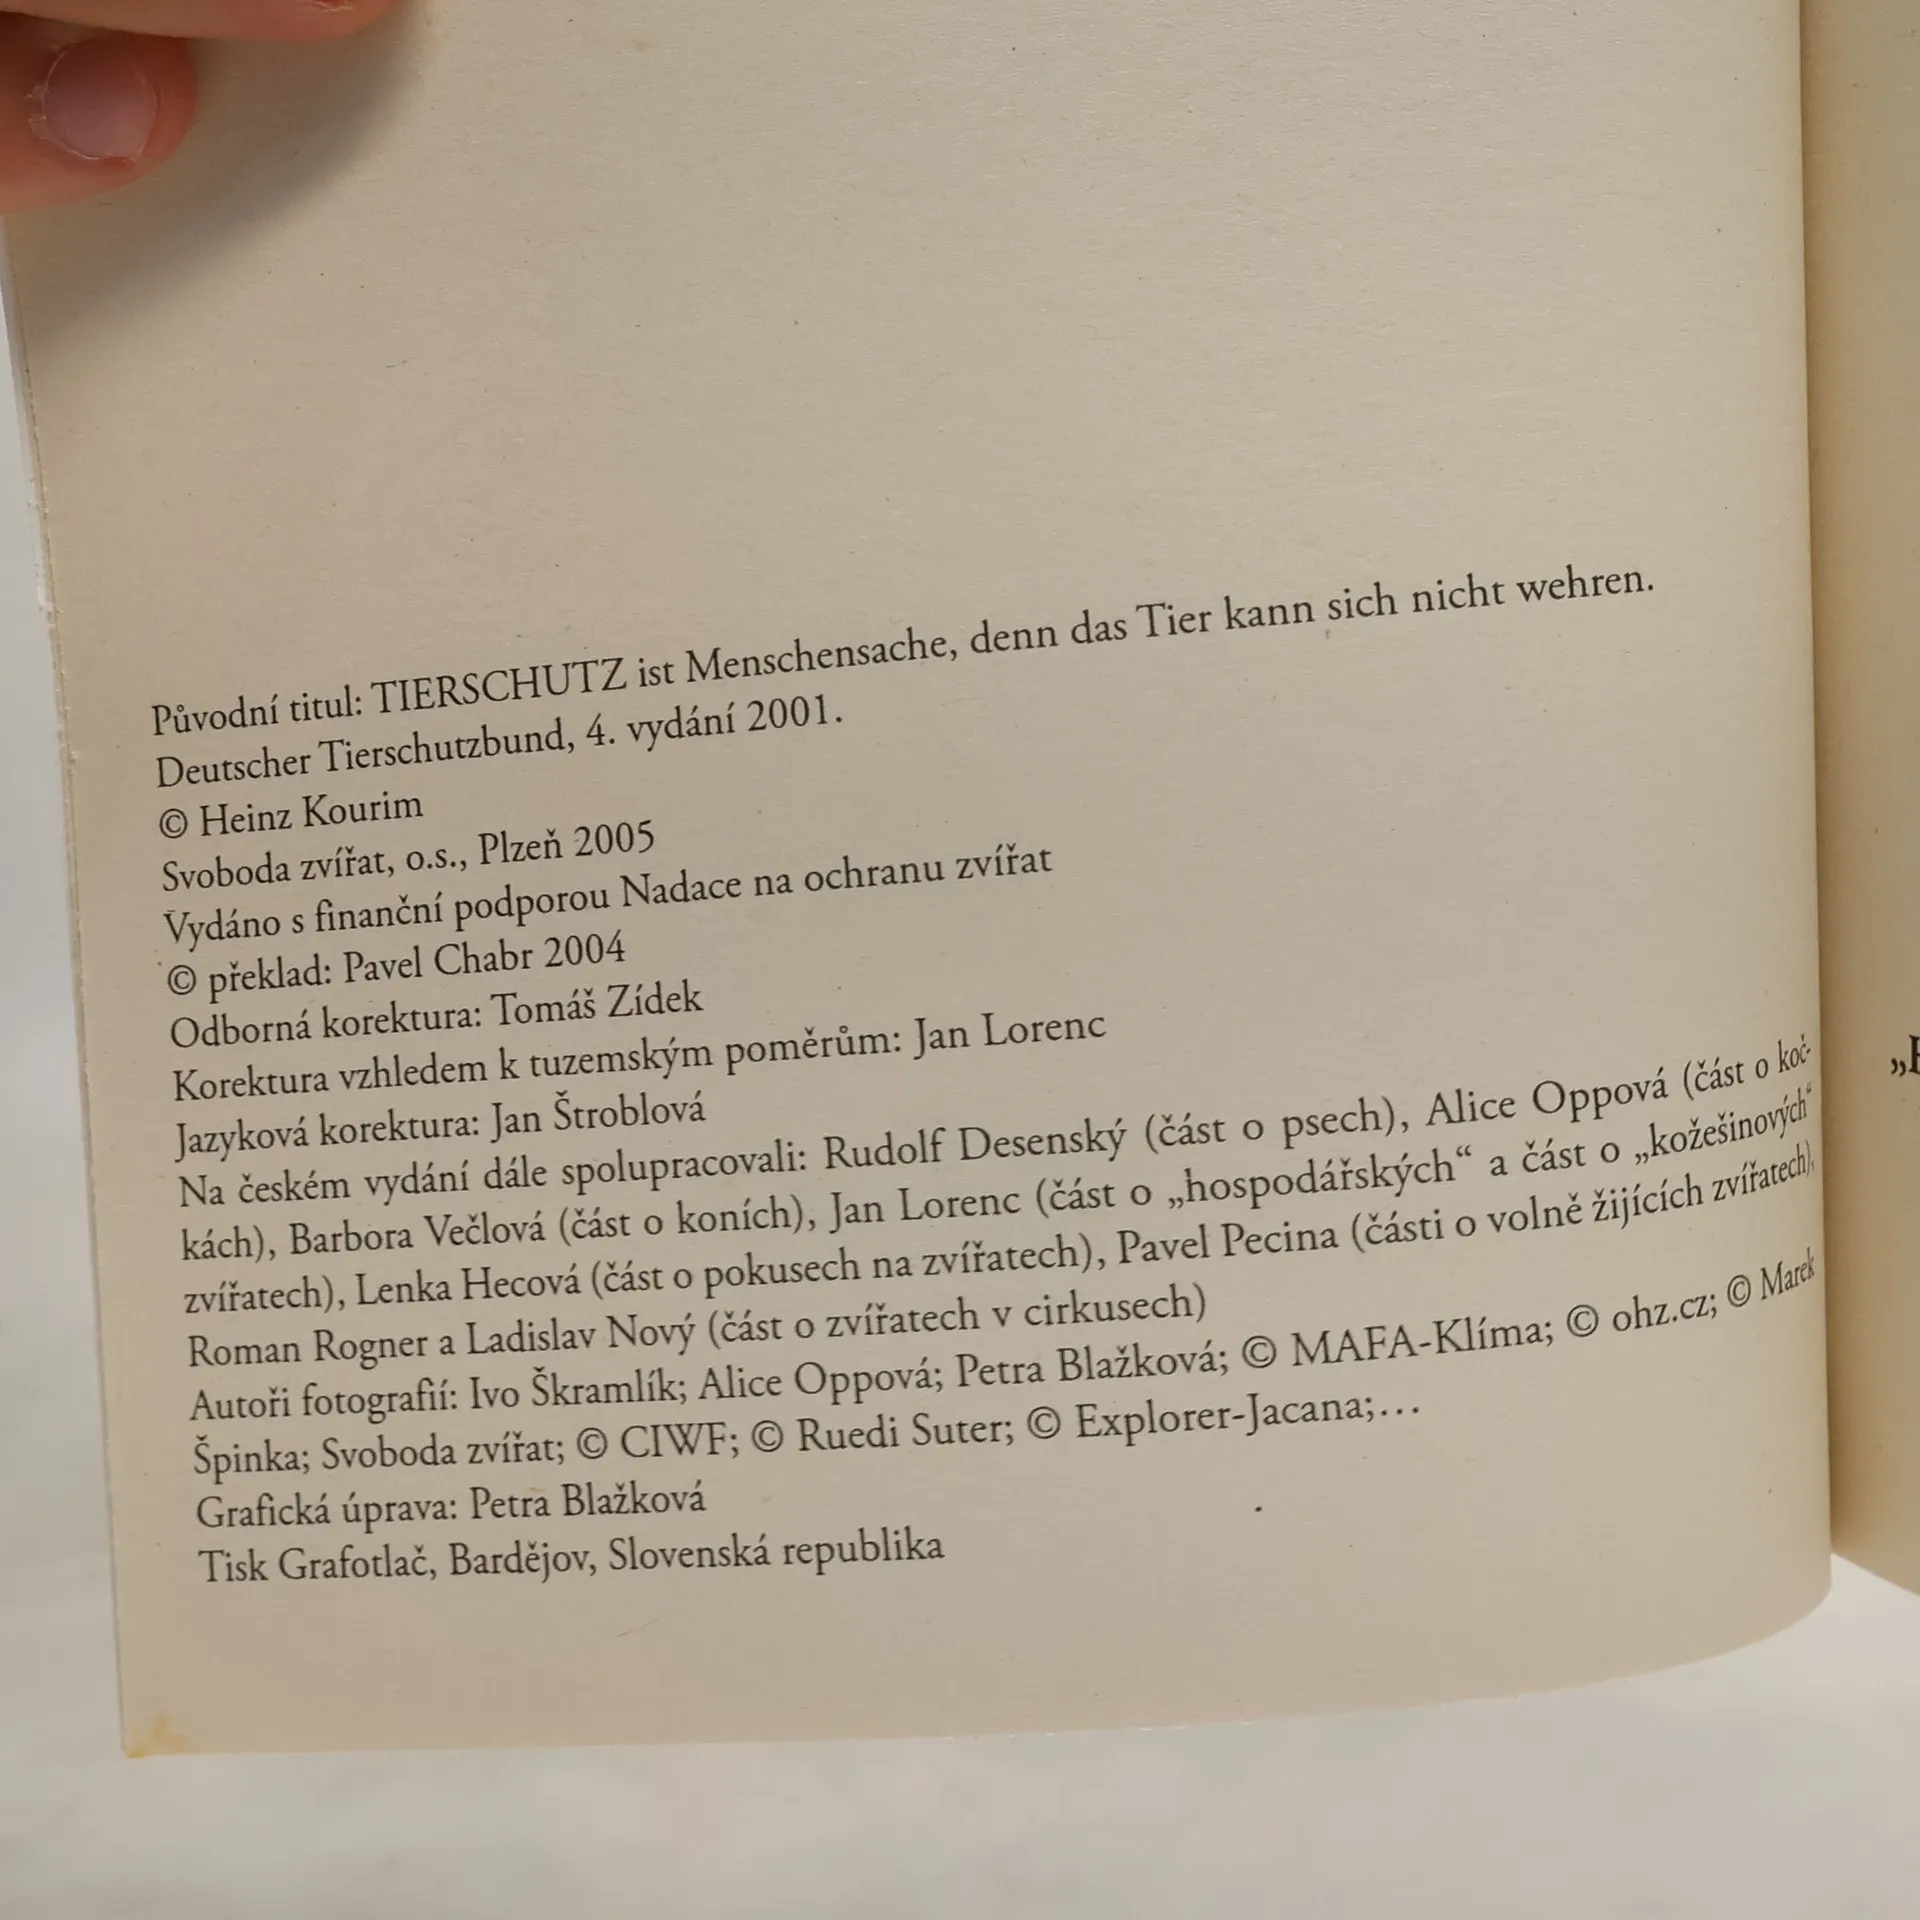 Původní titul: TIERSCHUTZ ist Menschensache, denn das Tier kann sich nicht wehren.
Deutscher Tierschutzbund, 4. vydání 2001.
© Heinz Kourim
Svoboda zvířat, o.s., Plzeň 2005
Vydáno s finanční podporou Nadace na ochranu zvířat
© překlad: Pavel Chabr 2004
Odborná korektura: Tomáš Zídek
Korektura vzhledem k tuzemským poměrům: Jan Lorenc
Jazyková korektura: Jan Štroblová
Na českém vydání dále spolupracovali: Rudolf Desenský (část o psech), Alice Oppová (část o koč-
kách), Barbora Večlová (část o koních), Jan Lorenc (část o „hospodářských“ a část o „kožešinových“
zvířatech), Lenka Hecová (část o pokusech na zvířatech), Pavel Pecina (části o volně žijících zvířatech),
Roman Rogner a Ladislav Nový (část o zvířatech v cirkusech)
Autoři fotografií: Ivo Škramlík; Alice Oppová; Petra Blažková; © MAFA-Klíma; © ohz.cz; © Marek
Špinka; Svoboda zvířat; © CIWF; © Ruedi Suter; © Explorer-Jacana;…
Grafická úprava: Petra Blažková
Tisk Grafotlač, Bardějov, Slovenská republika